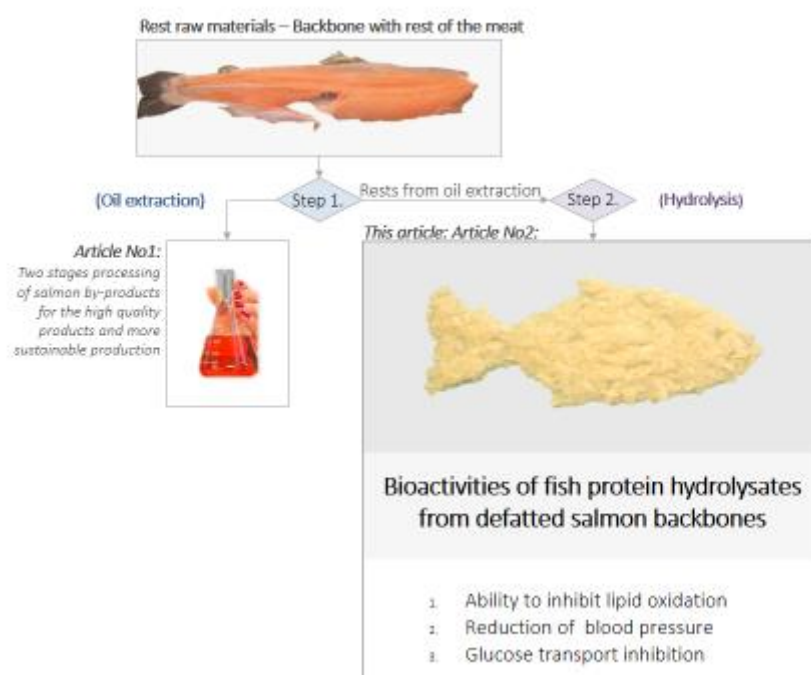 Rest raw materials – Backbone with rest of the meat
(Oil extraction)
Step 1.
Rests from oil extraction
Step 2.
(Hydrolysis)
Article No1:
Two stages processing
of salmon by-products
for the high quality
products and more
sustainable production
This article: Article No2:
Bioactivities of fish protein hydrolysates
from defatted salmon backbones
1. Ability to inhibit lipid oxidation
2. Reduction of blood pressure
3. Glucose transport inhibition